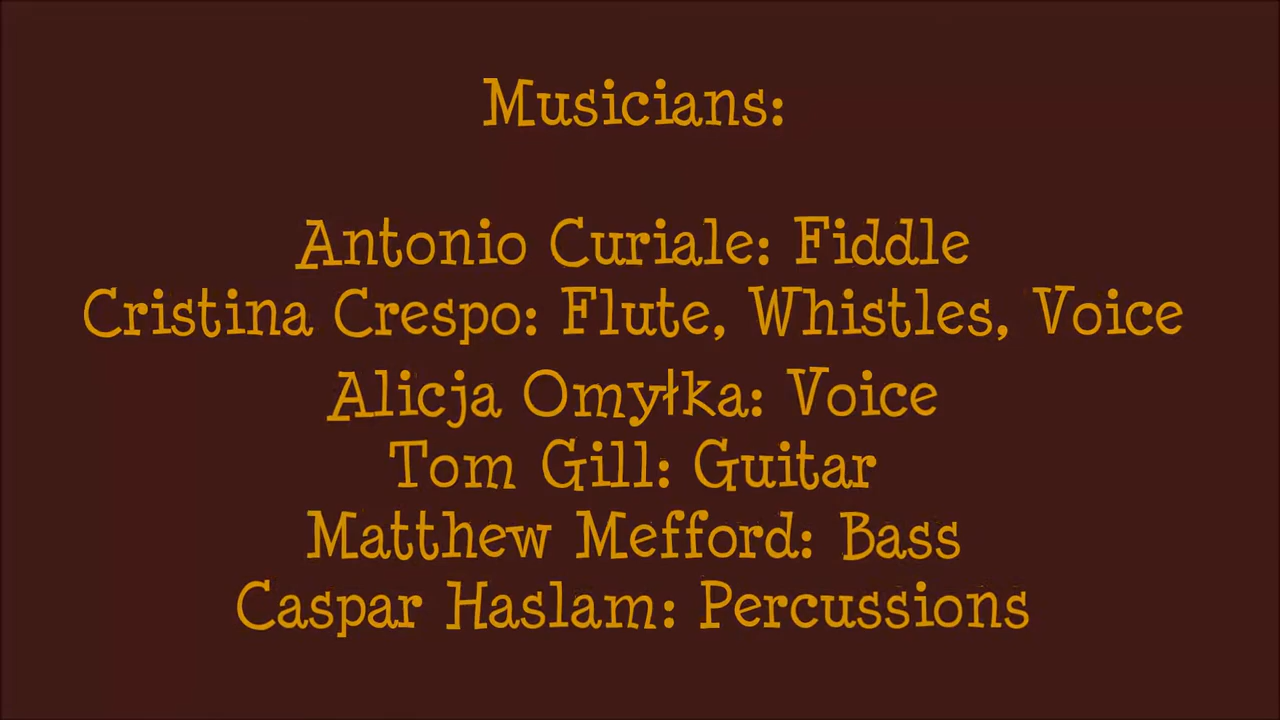 Musicians:
Antonio Curiale: Fiddle
Cristina Crespo: Flute, Whistles, Voice
Alicja Omyłka: Voice
Tom Gill: Guitar
Matthew Mefford: Bass
Caspar Haslam: Percussions